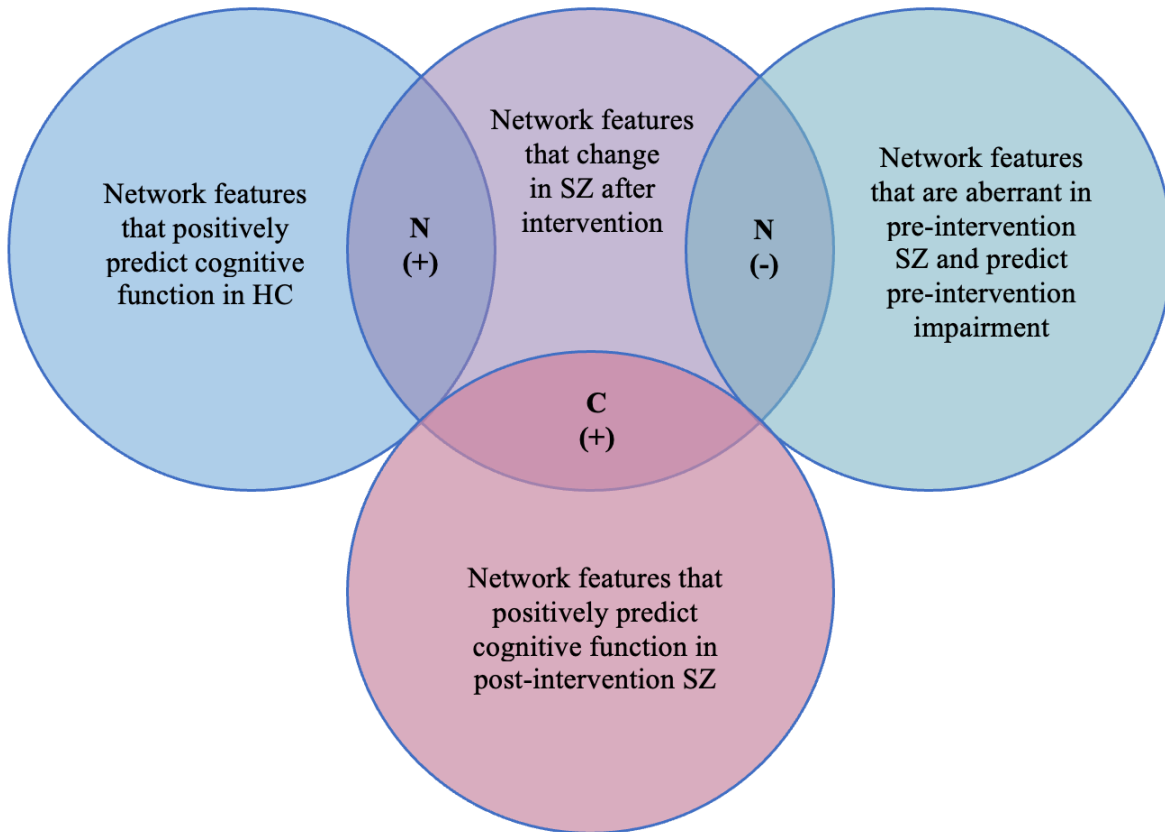 Network features
that positively
predict cognitive
function in HC
N
(+)
Network features
that change
in SZ after
intervention
N
(-)
Network features
that are aberrant in
pre-intervention
SZ and predict
pre-intervention
impairment
C
(+)
Network features that
positively predict
cognitive function in
post-intervention SZ